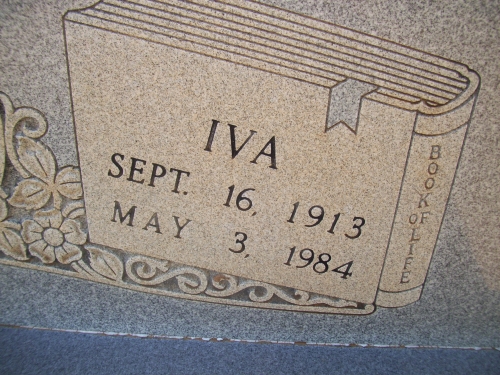 IVA
SEPT. 16, 1913
MAY 3, 1984
BOOK OF LIFE